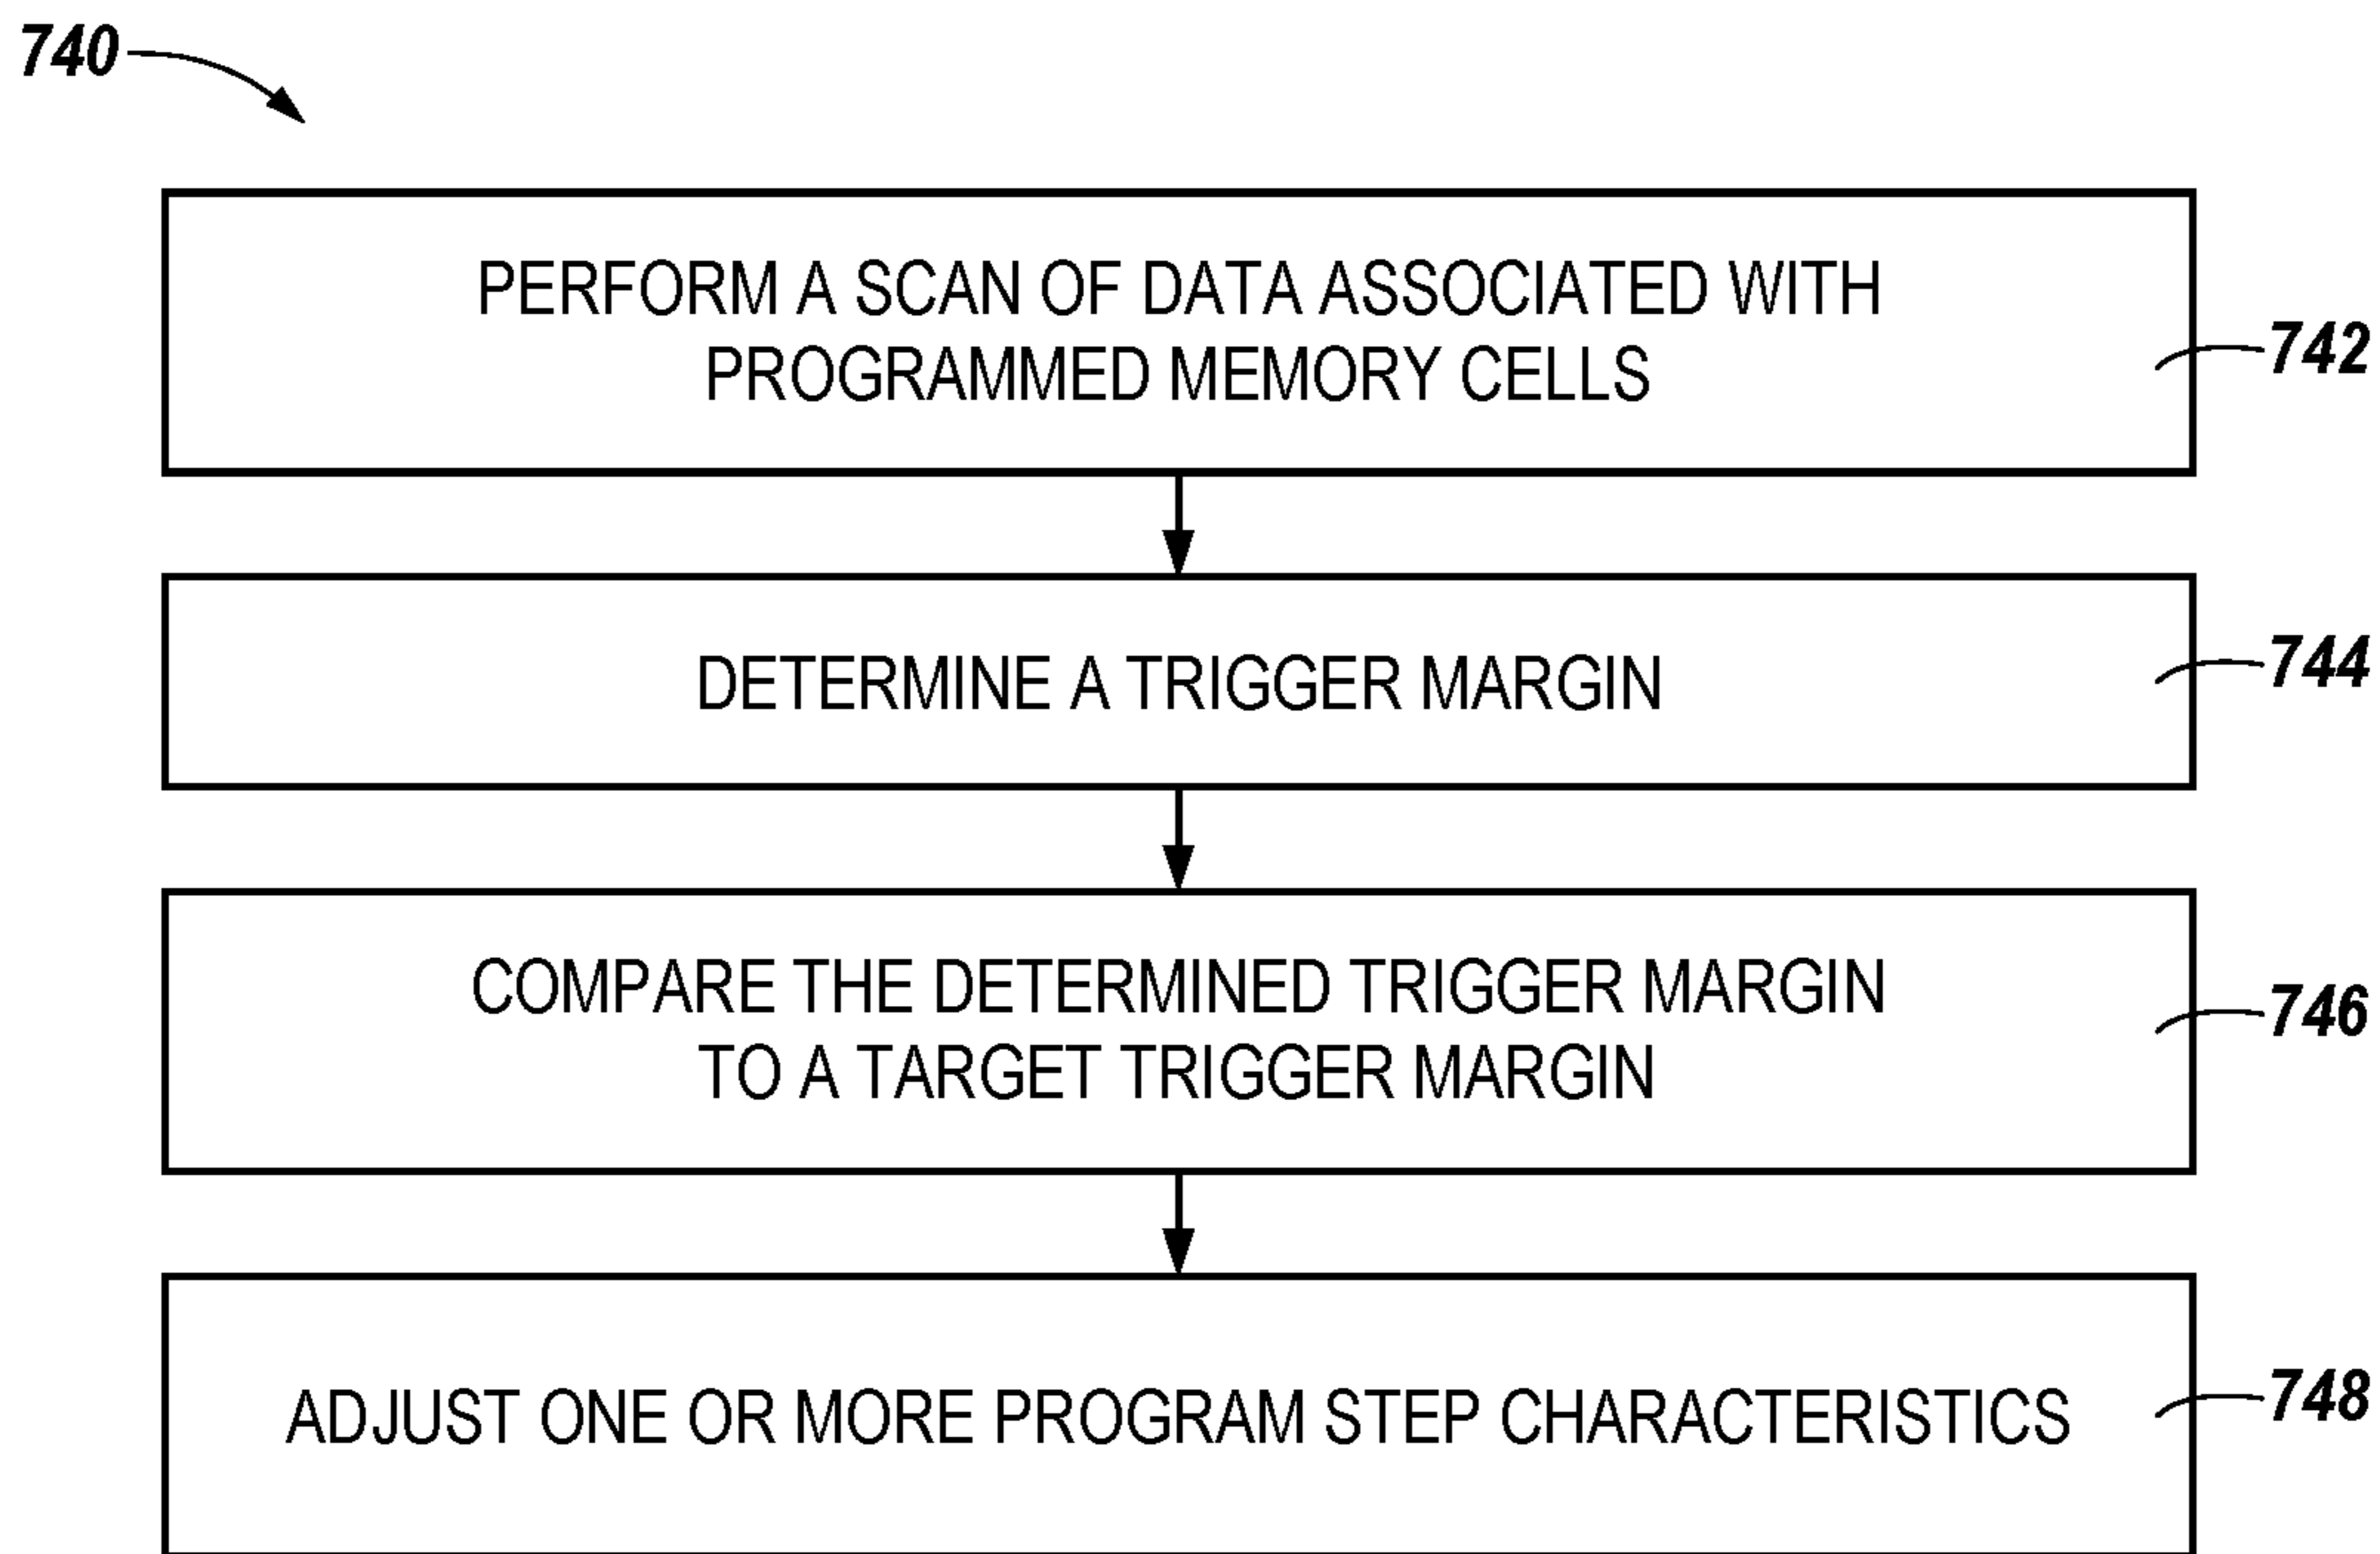 740
PERFORM A SCAN OF DATA ASSOCIATED WITH
PROGRAMMED MEMORY CELLS
742
DETERMINE A TRIGGER MARGIN
744
COMPARE THE DETERMINED TRIGGER MARGIN
TO A TARGET TRIGGER MARGIN
746
ADJUST ONE OR MORE PROGRAM STEP CHARACTERISTICS
748